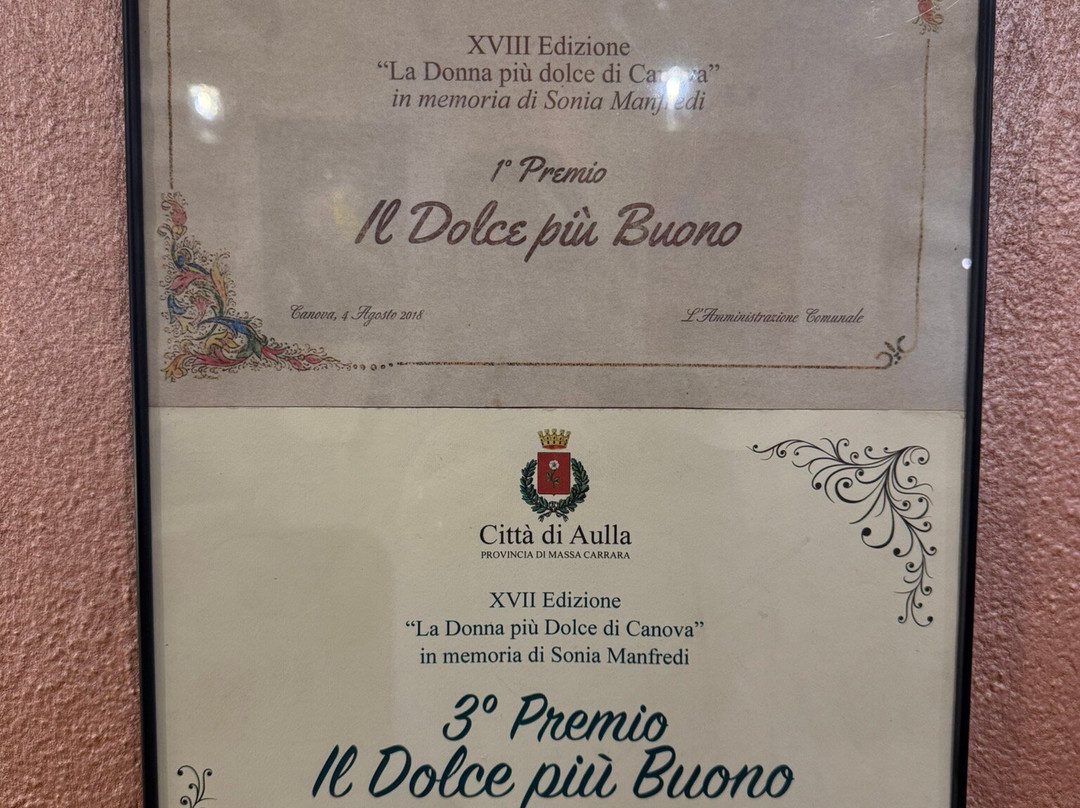 XVIII Edizione
“La Donna più dolce di Canova”
in memoria di Sonia Manfredi
1° Premio
Il Dolce più Buono
Canova, 4 Agosto 2018
L'Amministrazione Comunale
Città di Aulla
PROVINCIA DI MASSA CARRARA
XVII Edizione
“La Donna più Dolce di Canova”
in memoria di Sonia Manfredi
3° Premio
Il Dolce più Buono